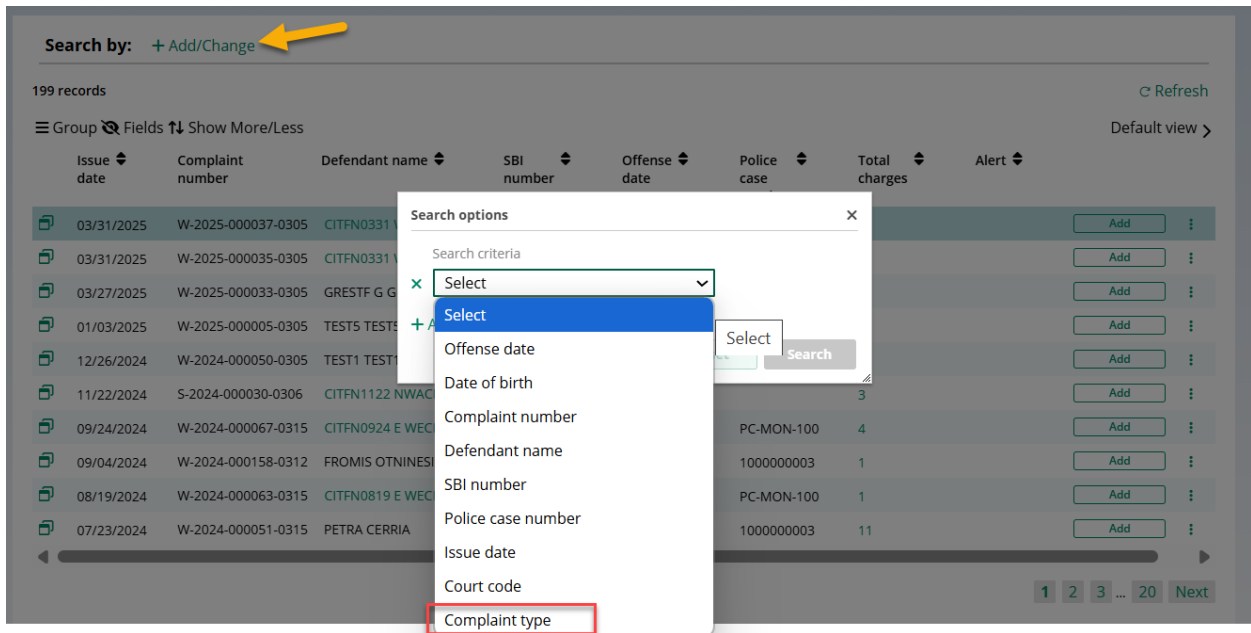 Search by: + Add/Change
199 records
Refresh
Group Fields Show More/Less
Default view
Issue date
Complaint number
Defendant name
SBI number
Offense date
Police case
Total charges
Alert
03/31/2025 W-2025-000037-0305 CITFN0331 Add
03/31/2025 W-2025-000035-0305 CITFN0331 Add
03/27/2025 W-2025-000033-0305 GRESTF G G Add
01/03/2025 W-2025-000005-0305 TEST5 TEST5 Add
12/26/2024 W-2024-000050-0305 TEST1 TEST1 Add
11/22/2024 S-2024-000030-0306 CITFN1122 NWAC 3 Add
09/24/2024 W-2024-000067-0315 CITFN0924 E WEC PC-MON-100 4 Add
09/04/2024 W-2024-000158-0312 FROMIS OTNINESI 1000000003 1 Add
08/19/2024 W-2024-000063-0315 CITFN0819 E WEC PC-MON-100 1 Add
07/23/2024 W-2024-000051-0315 PETRA CERRIA 1000000003 11 Add
Search options
Search criteria
Select
Select
Offense date
Date of birth
Complaint number
Defendant name
SBI number
Police case number
Issue date
Court code
Complaint type
Select
Search
1 2 3 ... 20 Next